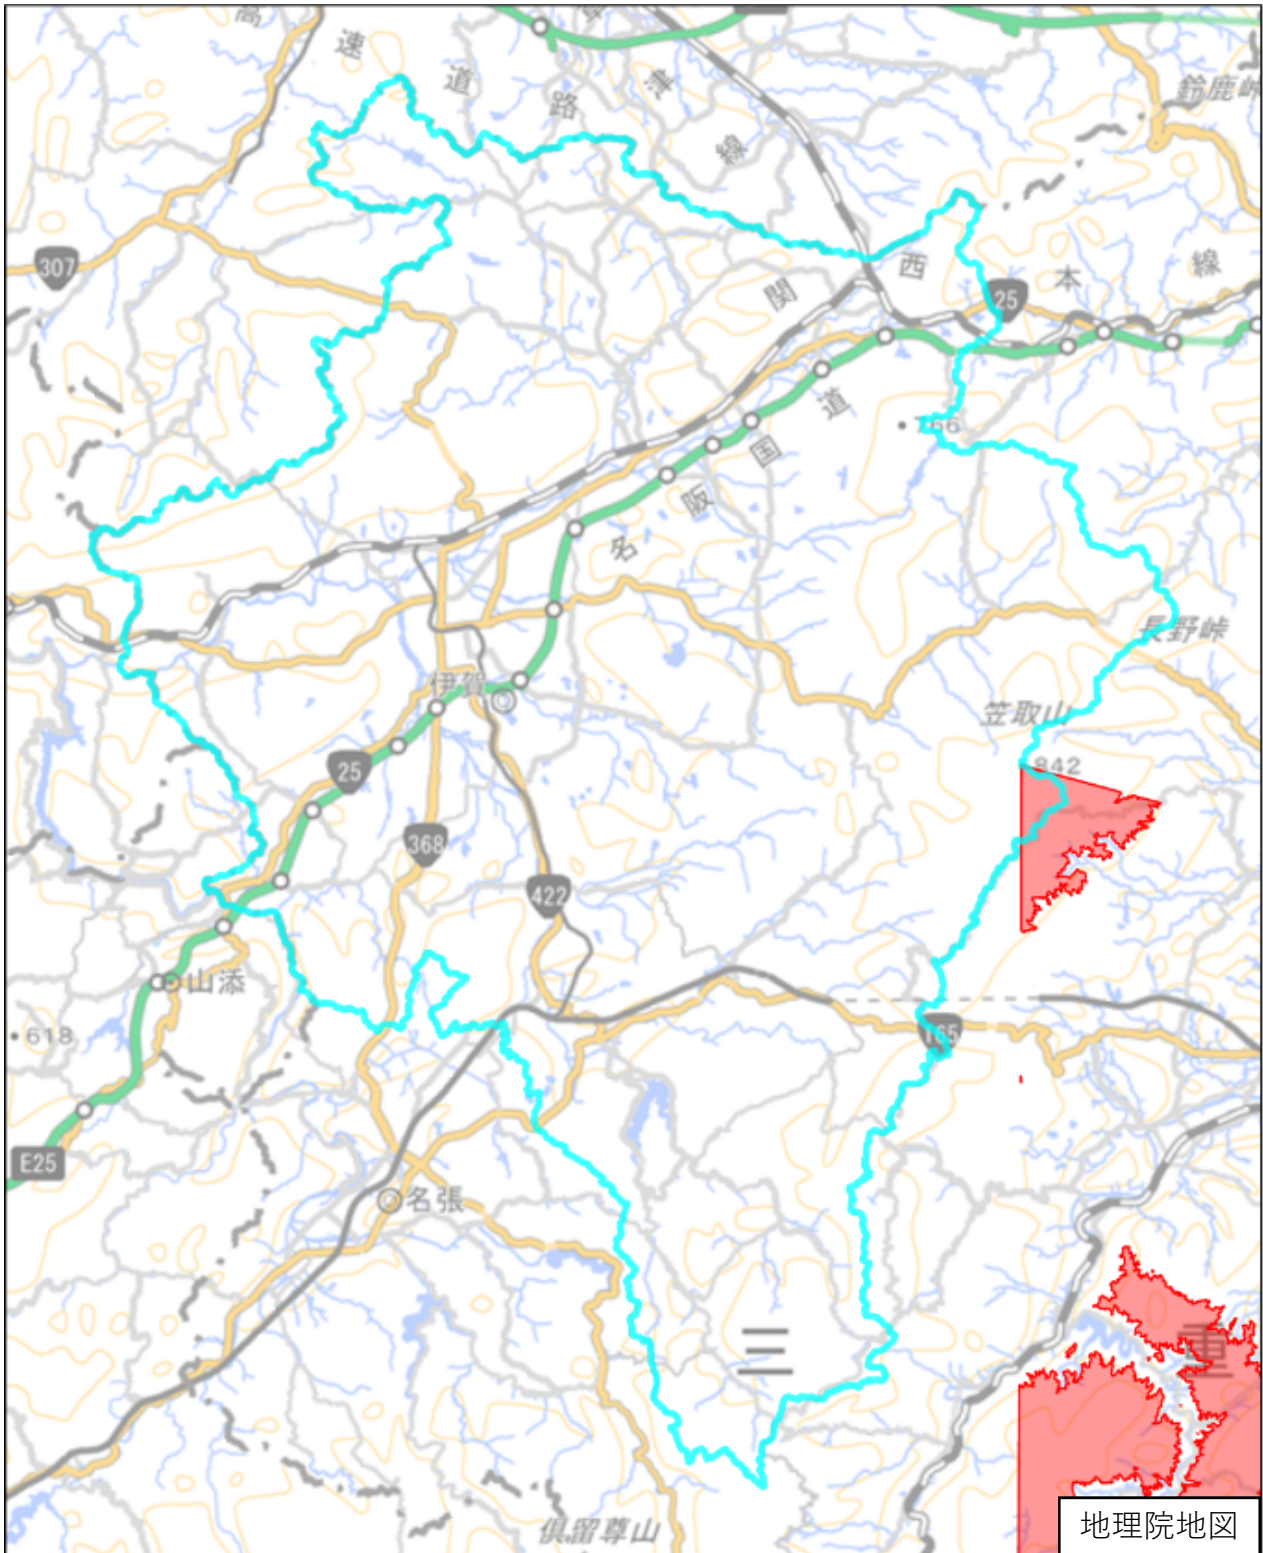 高
速
道
路
草
津
線
鈴鹿峠
307
西
25
本
線
関
道
766
国
阪
名
長野峠
伊賀
笠取山
842
25
368
422
山添
618
165
E25
名張
三
重
倶留尊山
地理院地図